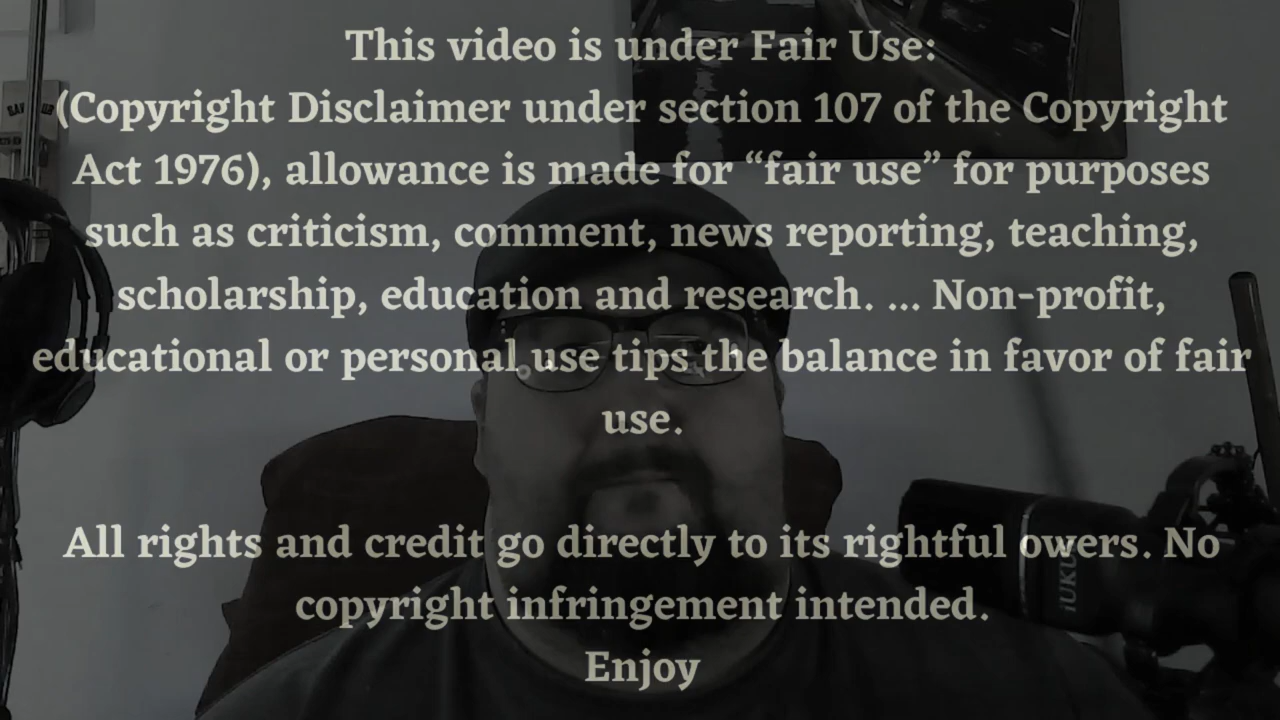 This video is under Fair Use:
(Copyright Disclaimer under section 107 of the Copyright
Act 1976), allowance is made for “fair use” for purposes
such as criticism, comment, news reporting, teaching,
scholarship, education and research. ... Non-profit,
educational or personal use tips the balance in favor of fair
use.
All rights and credit go directly to its rightful owers. No
copyright infringement intended.
Enjoy